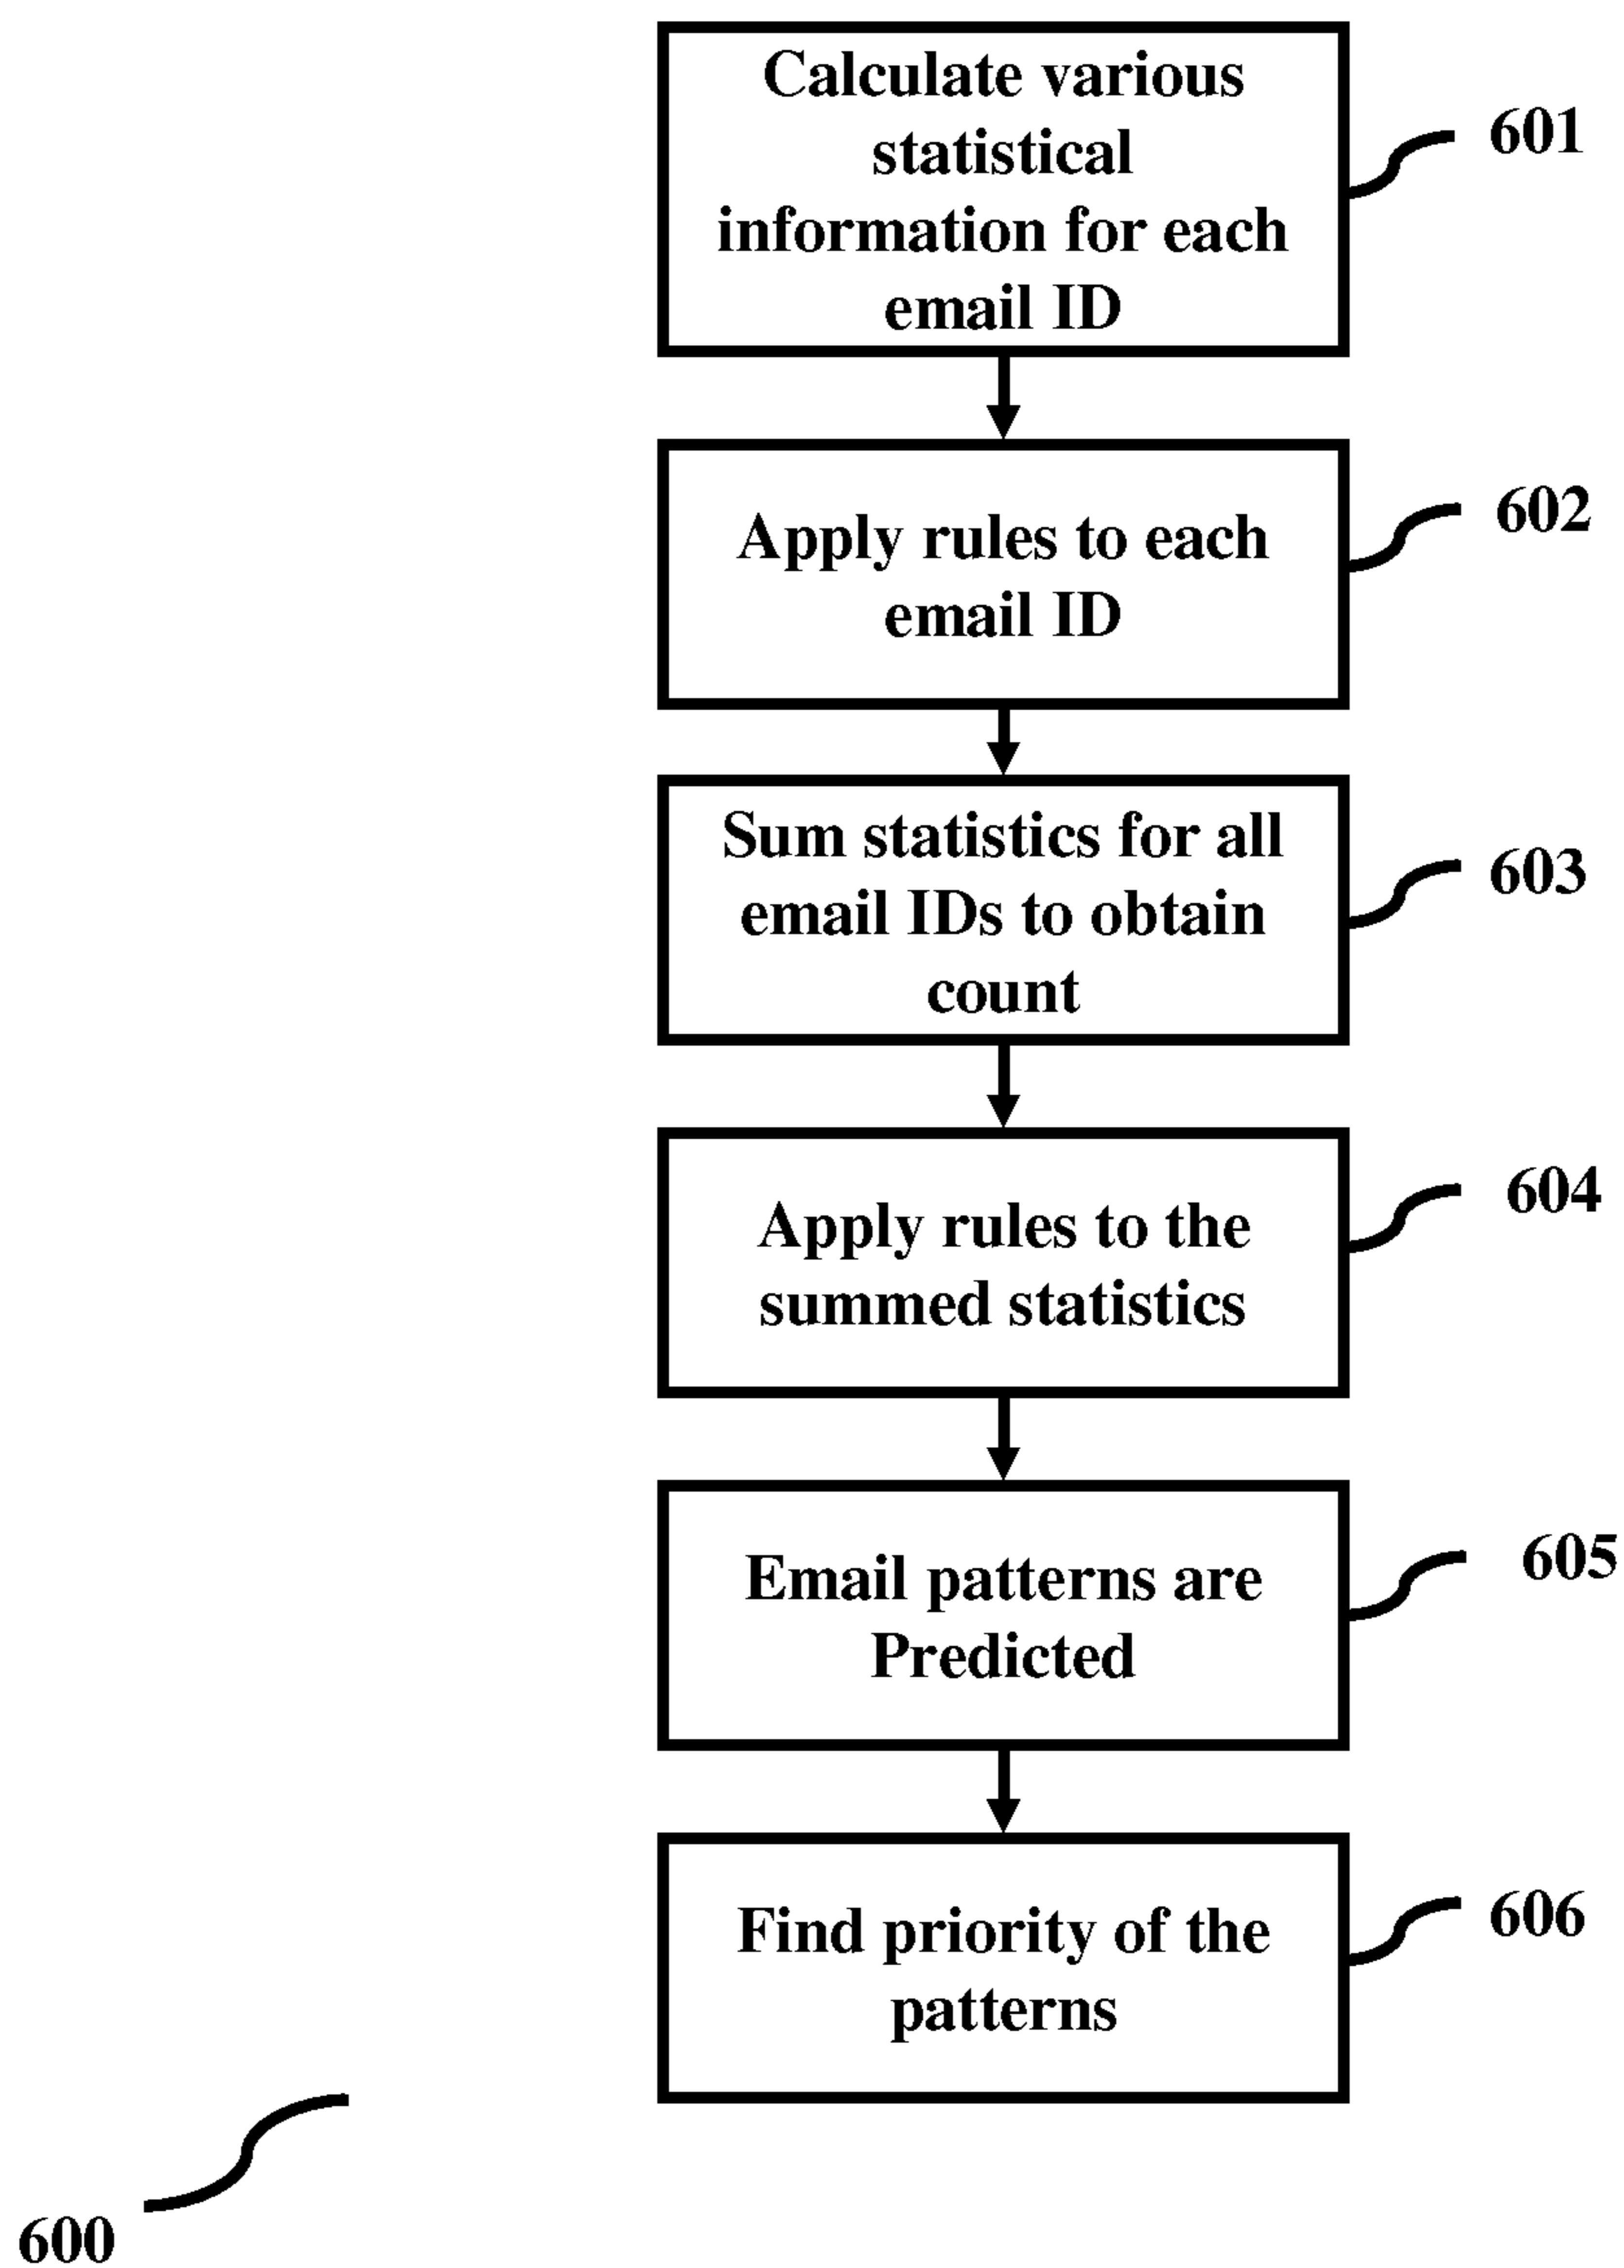 Calculate various
statistical
information for each
email ID
601
Apply rules to each
email ID
602
Sum statistics for all
email IDs to obtain
count
603
Apply rules to the
summed statistics
604
Email patterns are
Predicted
605
Find priority of the
patterns
606
600